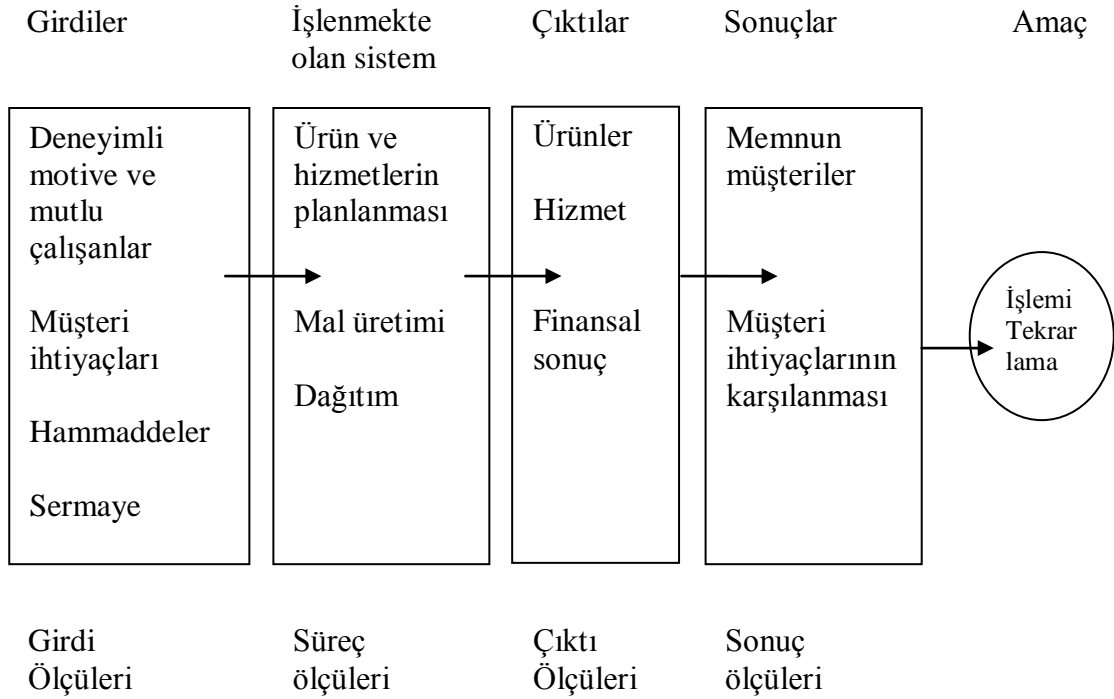 Girdiler
İşlenmekte
olan sistem
Çıktılar
Sonuçlar
Amaç
Deneyimli
motive ve
mutlu
çalışanlar
Müşteri
ihtiyaçları
Hammaddeler
Sermaye
Ürün ve
hizmetlerin
planlanması
Mal üretimi
Dağıtım
Ürünler
Hizmet
Finansal
sonuç
Memnun
müşteriler
Müşteri
ihtiyaçlarının
karşılanması
İşlemi
Tekrar
lama
Girdi
Ölçüleri
Süreç
ölçüleri
Çıktı
Ölçüleri
Sonuç
ölçüleri